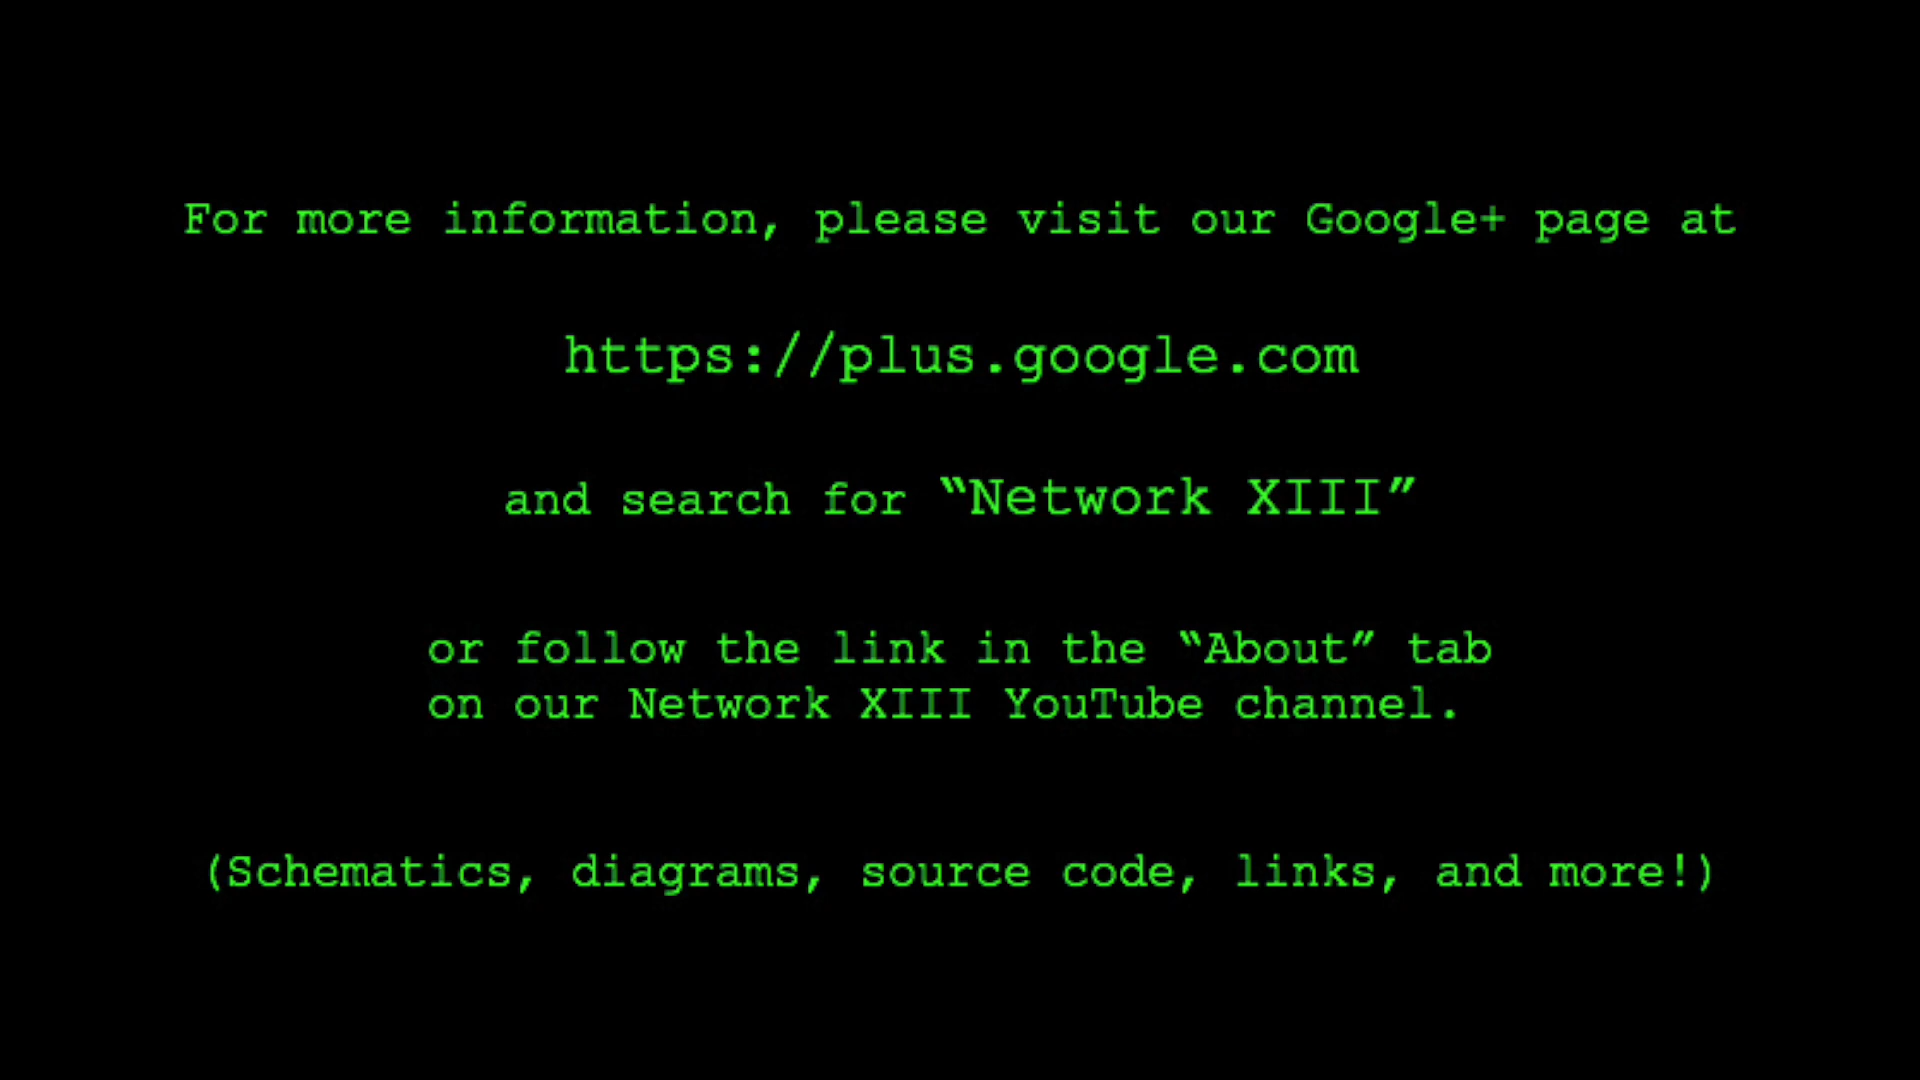 For more information, please visit our Google+ page at
https://plus.google.com
and search for “Network XIII”
or follow the link in the “About” tab
on our Network XIII YouTube channel.
(Schematics, diagrams, source code, links, and more!)